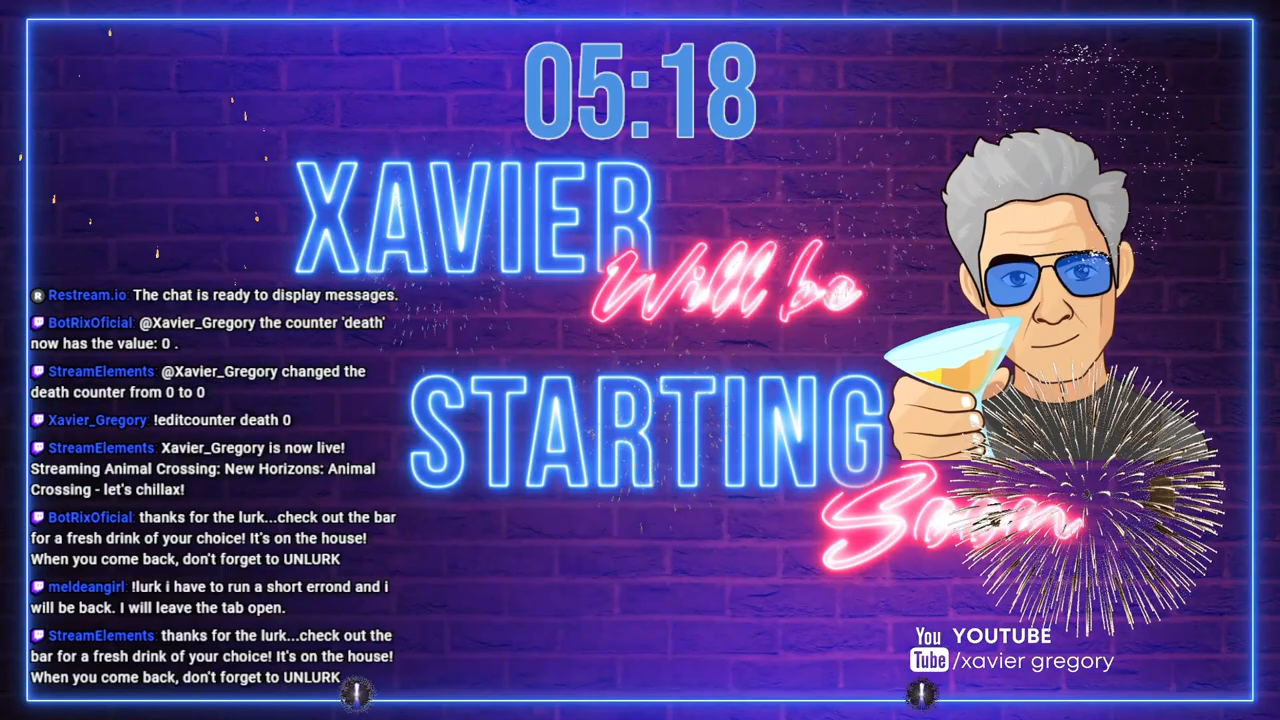 05:18
XAVIER
Will be
STARTING
Soon
Restream.io: The chat is ready to display messages.
BotRixOficial: @Xavier_Gregory the counter 'death'
now has the value: 0 .
StreamElements: @Xavier_Gregory changed the
death counter from 0 to 0
Xavier_Gregory: !editcounter death 0
StreamElements: Xavier_Gregory is now live!
Streaming Animal Crossing: New Horizons: Animal
Crossing - let's chillax!
BotRixOficial: thanks for the lurk...check out the bar
for a fresh drink of your choice! It's on the house!
When you come back, don't forget to UNLURK
meldeangirl: !lurk i have to run a short errond and i
will be back. I will leave the tab open.
StreamElements: thanks for the lurk...check out the
bar for a fresh drink of your choice! It's on the house!
When you come back, don't forget to UNLURK
You Tube YOUTUBE
/xavier gregory